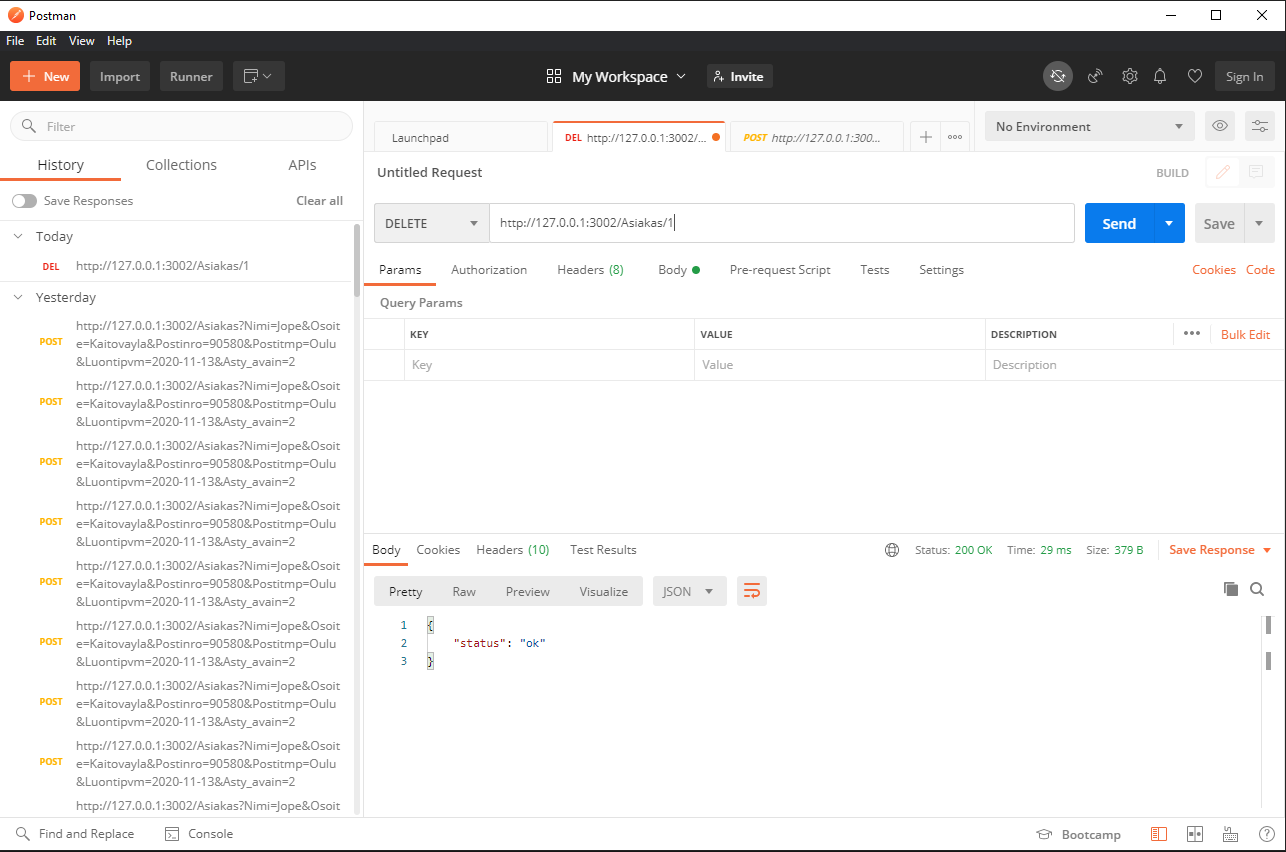 Postman
File Edit View Help
New Import Runner My Workspace Invite Sign In
Filter
History Collections APIs
Save Responses Clear all
Today
DEL http://127.0.0.1:3002/Asiakas/1
Yesterday
http://127.0.0.1:3002/Asiakas?Nimi=Jope&Osoit
POST e=Kaitovayla&Postinro=90580&Postitmp=Oulu
&Luontipvm=2020-11-13&Asty_avain=2
http://127.0.0.1:3002/Asiakas?Nimi=Jope&Osoit
POST e=Kaitovayla&Postinro=90580&Postitmp=Oulu
&Luontipvm=2020-11-13&Asty_avain=2
http://127.0.0.1:3002/Asiakas?Nimi=Jope&Osoit
POST e=Kaitovayla&Postinro=90580&Postitmp=Oulu
&Luontipvm=2020-11-13&Asty_avain=2
http://127.0.0.1:3002/Asiakas?Nimi=Jope&Osoit
POST e=Kaitovayla&Postinro=90580&Postitmp=Oulu
&Luontipvm=2020-11-13&Asty_avain=2
http://127.0.0.1:3002/Asiakas?Nimi=Jope&Osoit
POST e=Kaitovayla&Postinro=90580&Postitmp=Oulu
&Luontipvm=2020-11-13&Asty_avain=2
http://127.0.0.1:3002/Asiakas?Nimi=Jope&Osoit
POST e=Kaitovayla&Postinro=90580&Postitmp=Oulu
&Luontipvm=2020-11-13&Asty_avain=2
http://127.0.0.1:3002/Asiakas?Nimi=Jope&Osoit
POST e=Kaitovayla&Postinro=90580&Postitmp=Oulu
&Luontipvm=2020-11-13&Asty_avain=2
http://127.0.0.1:3002/Asiakas?Nimi=Jope&Osoit
POST e=Kaitovayla&Postinro=90580&Postitmp=Oulu
&Luontipvm=2020-11-13&Asty_avain=2
http://127.0.0.1:3002/Asiakas?Nimi=Jope&Osoit
Launchpad DEL http://127.0.0.1:3002/... POST http://127.0.0.1:300... No Environment
Untitled Request BUILD
DELETE http://127.0.0.1:3002/Asiakas/1 Send Save
Params Authorization Headers (8) Body Pre-request Script Tests Settings Cookies Code
Query Params
KEY VALUE DESCRIPTION Bulk Edit
Key Value Description
Body Cookies Headers (10) Test Results Status: 200 OK Time: 29 ms Size: 379 B Save Response
Pretty Raw Preview Visualize JSON
1 {
2 "status": "ok"
3 }
Find and Replace Console Bootcamp